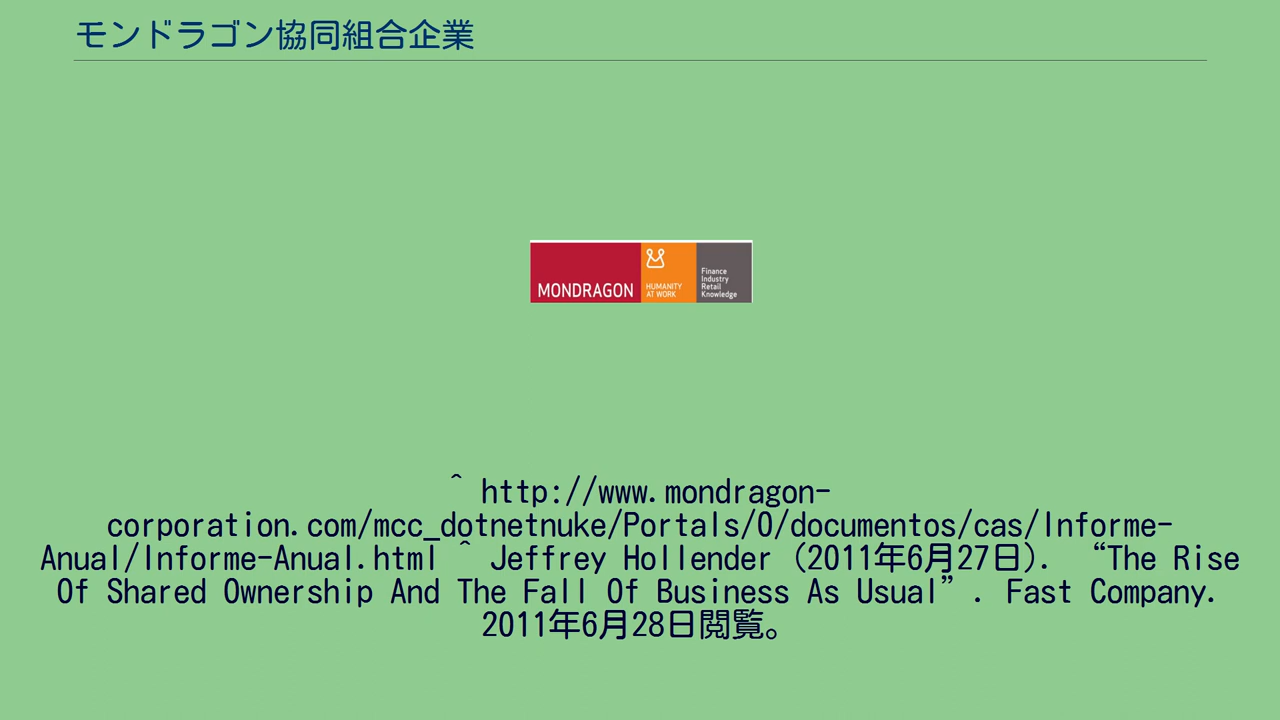 モンドラゴン協同組合企業
MONDRAGON
HUMANITY
AT WORK
Finance
Industry
Retail
Knowledge
^ http://www.mondragon-
corporation.com/mcc_dotnetnuke/Portals/0/documentos/cas/Informe-
Anual/Informe-Anual.html ^ Jeffrey Hollender (2011年6月27日). “The Rise
Of Shared Ownership And The Fall Of Business As Usual”. Fast Company.
2011年6月28日閲覧。